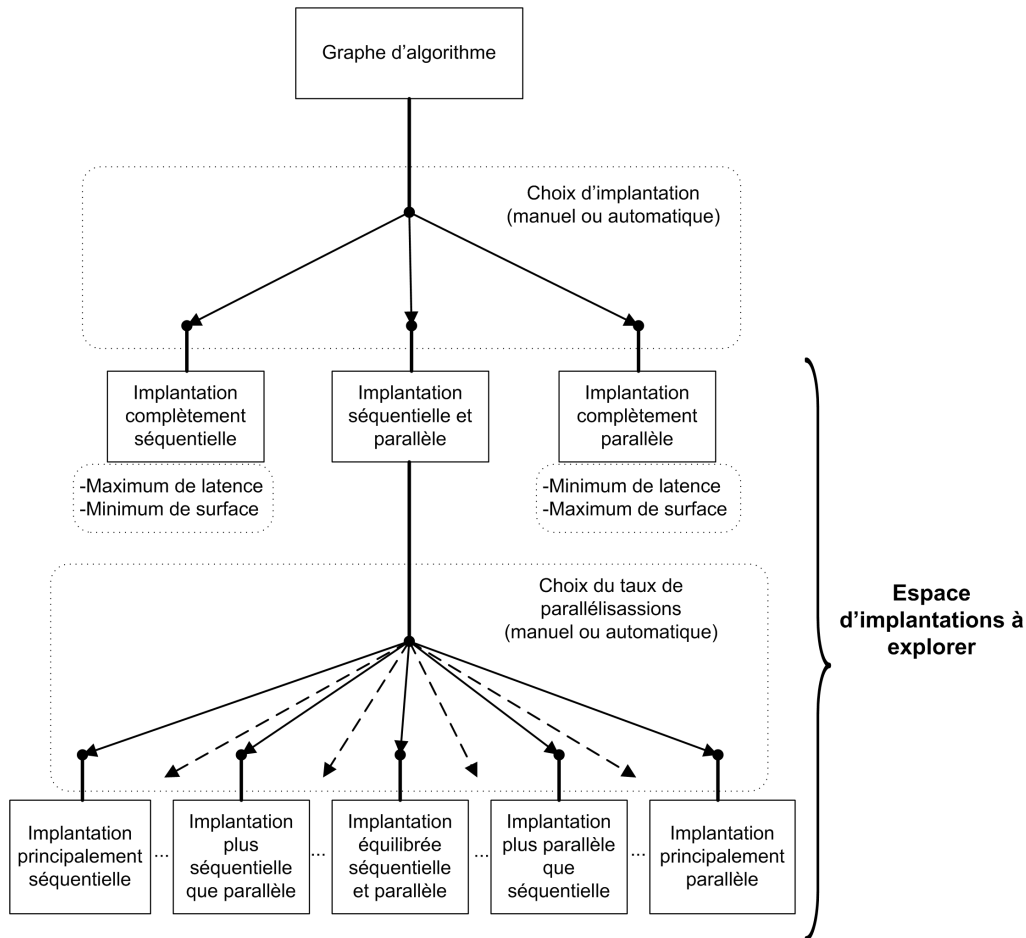 Graphe d'algorithme
Choix d'implantation
(manuel ou automatique)
Implantation
complètement
séquentielle
Implantation
séquentielle et
parallèle
Implantation
complètement
parallèle
-Maximum de latence
-Minimum de surface
-Minimum de latence
-Maximum de surface
Choix du taux de
parallélisassions
(manuel ou automatique)
Espace
d'implantations à
explorer
Implantation
principalement
séquentielle
...
Implantation
plus
séquentielle
que parallèle
...
Implantation
équilibrée
séquentielle
et parallèle
...
Implantation
plus parallèle
que
séquentielle
...
Implantation
principalement
parallèle